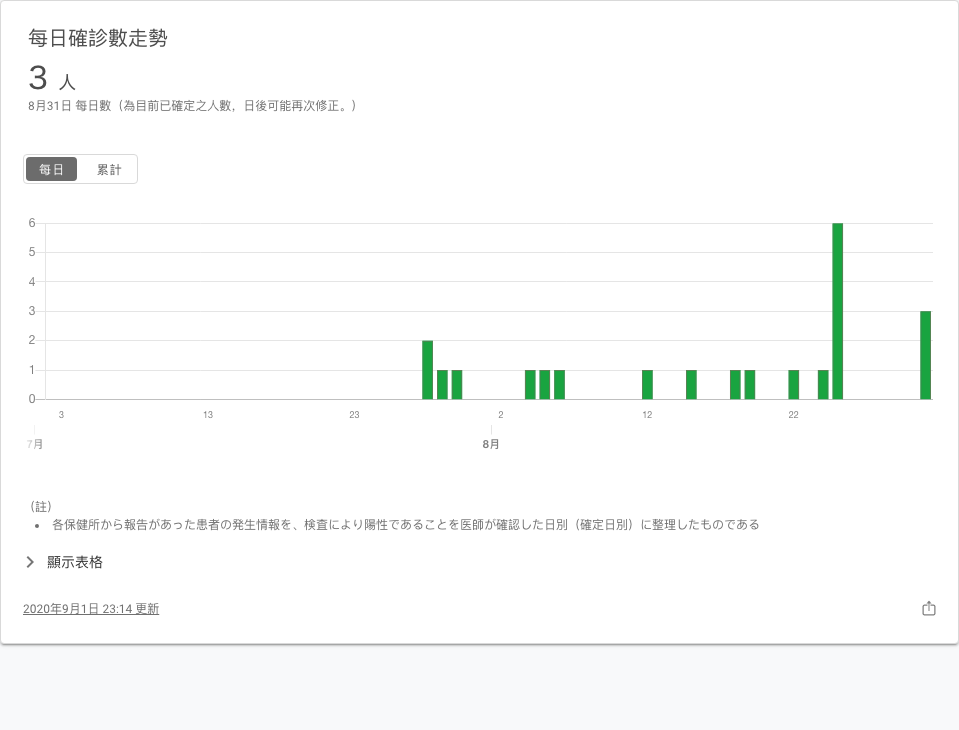 每日確診數走勢
3 人
8月31日 每日數（為目前已確定之人數，日後可能再次修正。）
每日 累計
6
5
4
3
2
1
0
3 13 23 2 12 22
7月 8月
（註）
• 各保健所から報告があった患者の発生情報を、検査により陽性であることを医師が確認した日別（確定日別）に整理したものである
顯示表格
2020年9月1日 23:14 更新